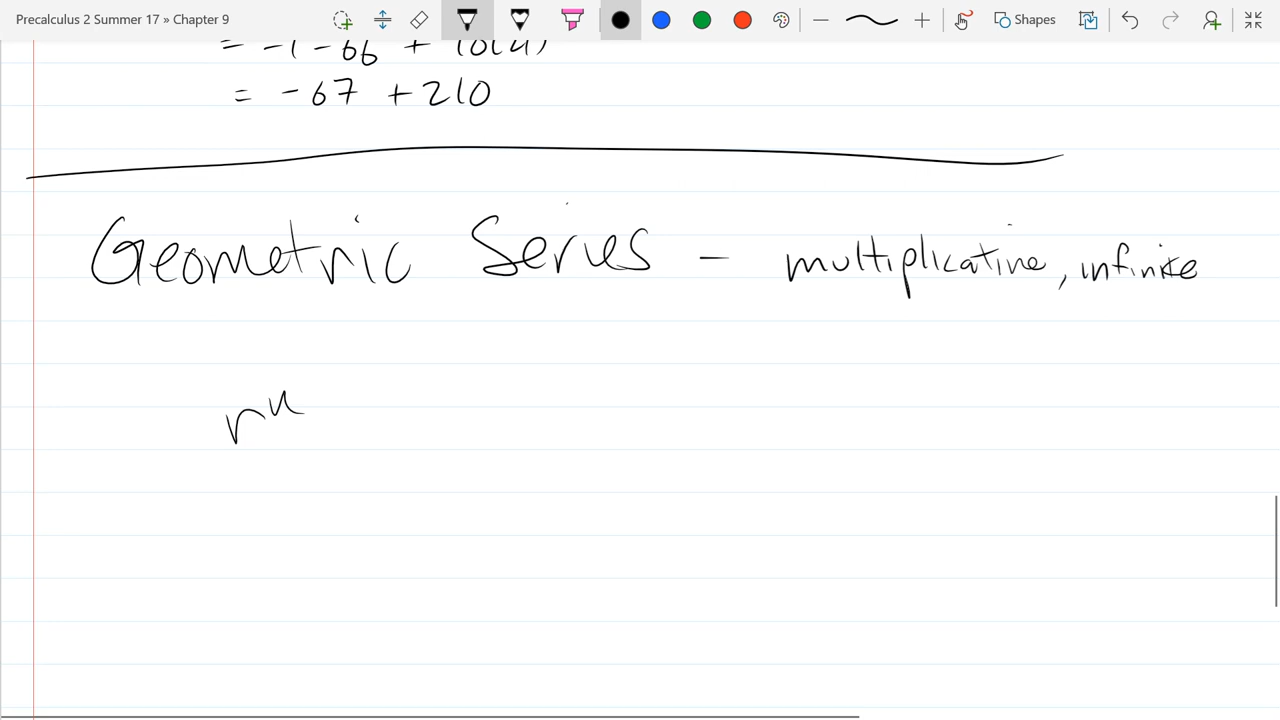 Precalculus 2 Summer 17 » Chapter 9
Shapes
= -67 + 210
Geometric Series - multiplicative, infinite